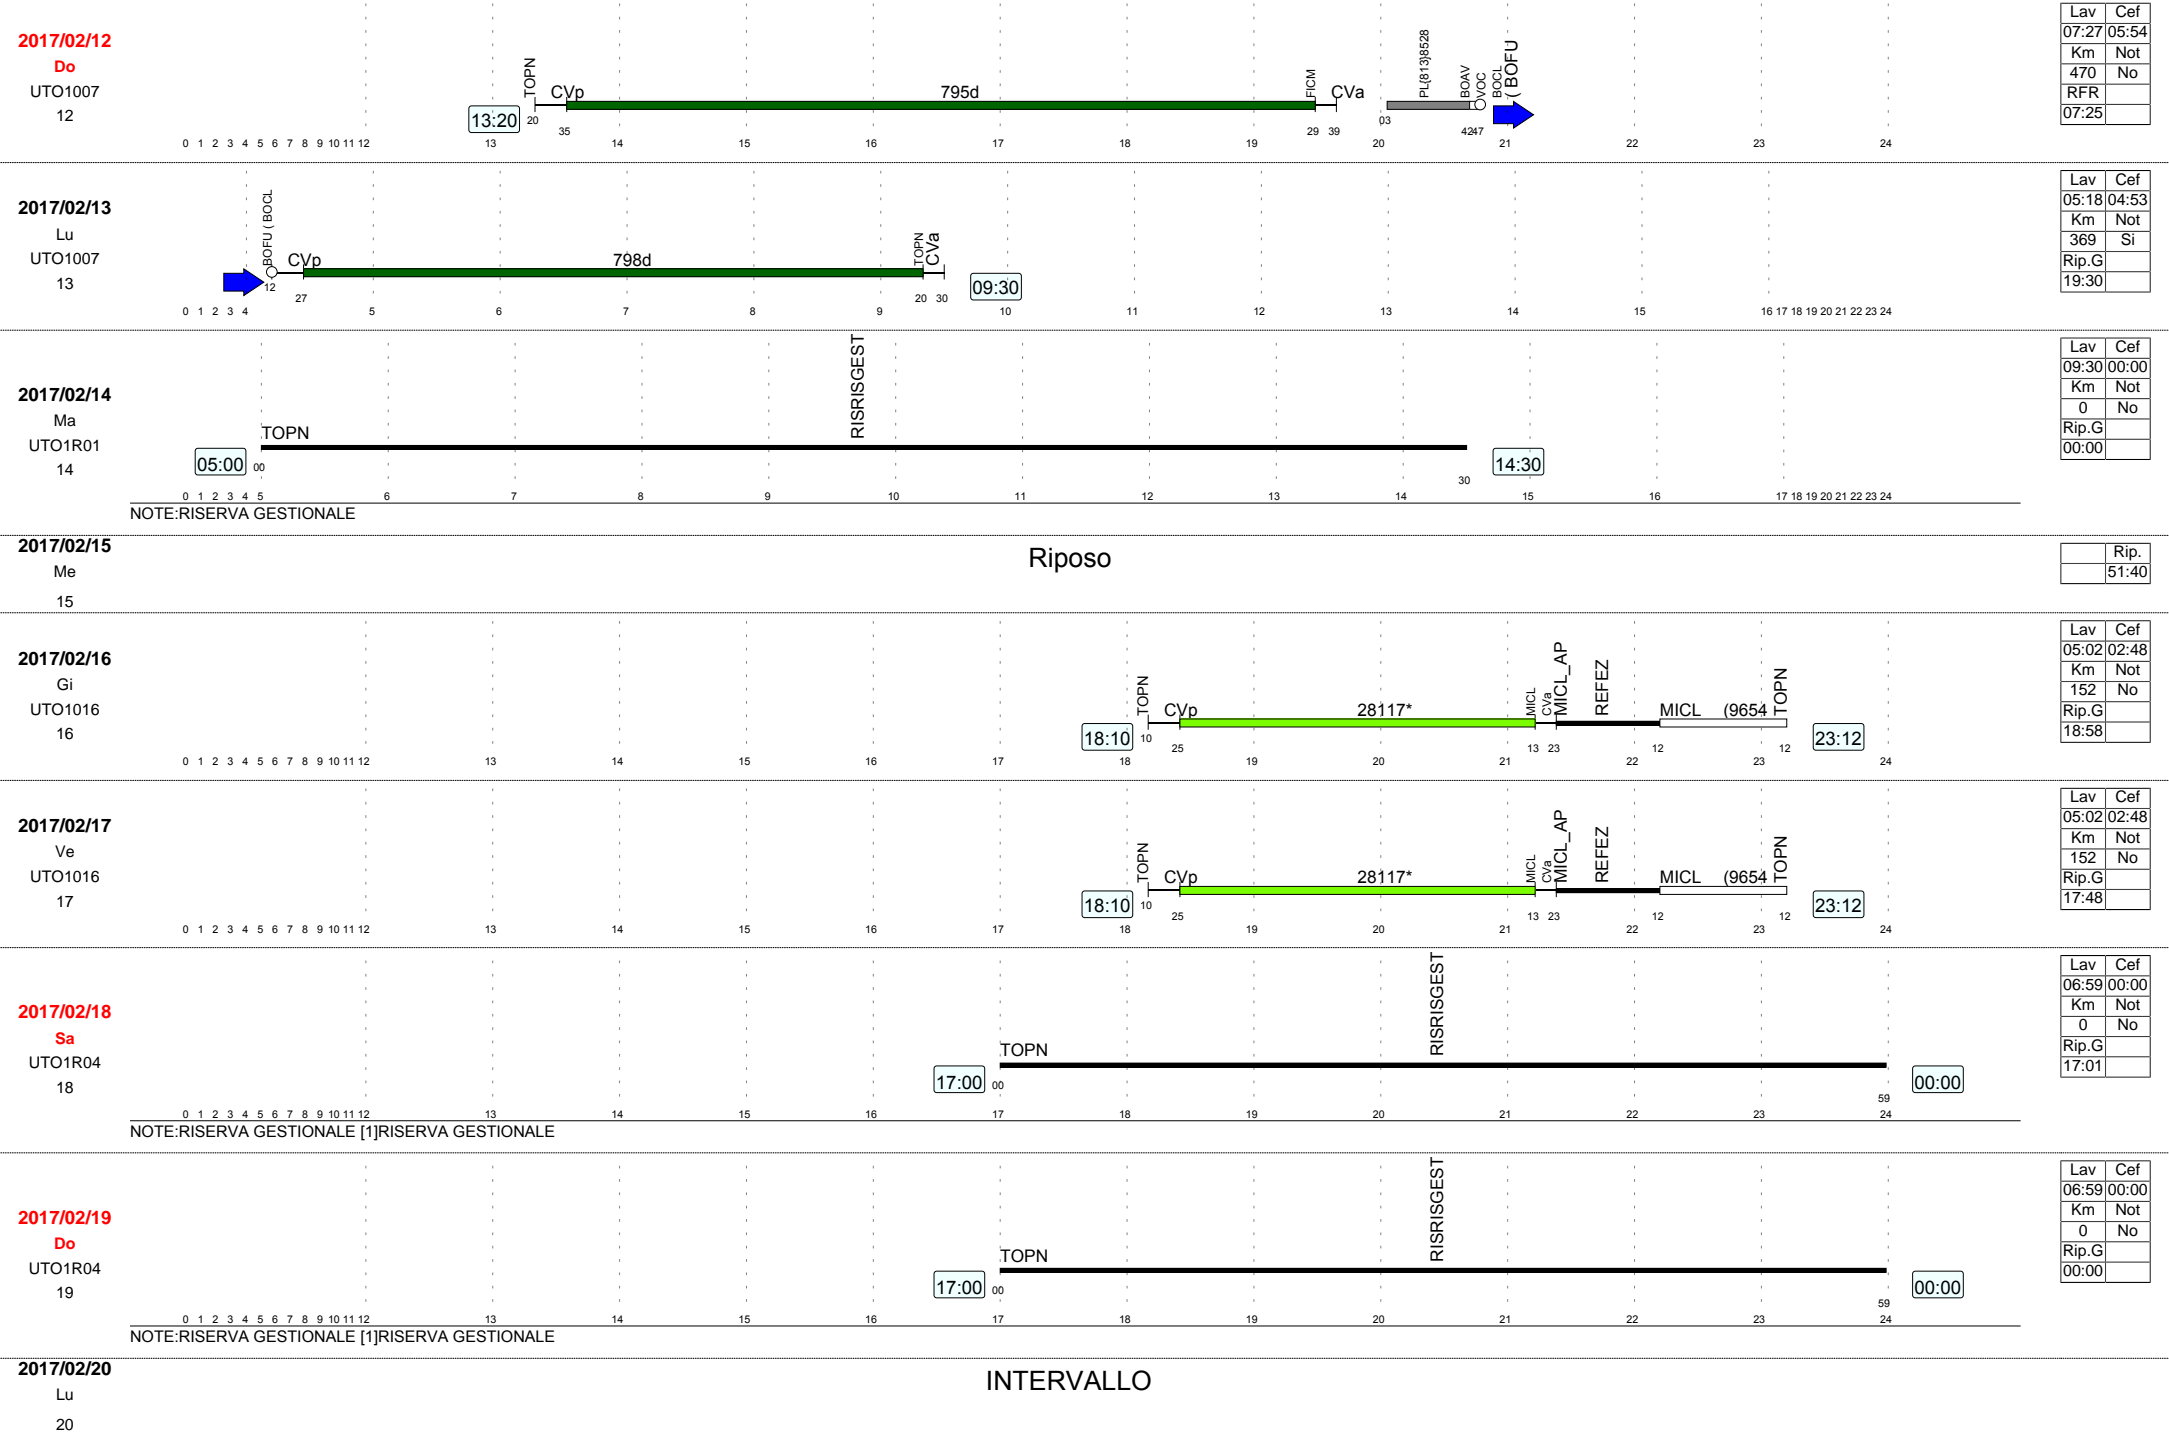 2017/02/12
Do
UTO1007
12
13:20
TOPN
20
CVp
35
795d
FICM
29
CVa
39
PL(813)8528
03
BOAV
42
VOC
47
BOCL
( BOFU
0 1 2 3 4 5 6 7 8 9 10 11 12 13 14 15 16 17 18 19 20 21 22 23 24
Lav Cef
07:27 05:54
Km Not
470 No
RFR
07:25
2017/02/13
Lu
UTO1007
13
BOFU ( BOCL
12
CVp
27
798d
TOPN
20
CVa
30
09:30
0 1 2 3 4 5 6 7 8 9 10 11 12 13 14 15 16 17 18 19 20 21 22 23 24
Lav Cef
05:18 04:53
Km Not
369 Si
Rip.G
19:30
2017/02/14
Ma
UTO1R01
14
05:00
00
TOPN
RISRISGEST
30
14:30
0 1 2 3 4 5 6 7 8 9 10 11 12 13 14 15 16 17 18 19 20 21 22 23 24
NOTE:RISERVA GESTIONALE
Lav Cef
09:30 00:00
Km Not
0 No
Rip.G
00:00
2017/02/15
Me
15
Riposo
Rip.
51:40
2017/02/16
Gi
UTO1016
16
18:10
TOPN
10
CVp
25
28117*
MICL
13
CVa
23
MICL_AP
REFEZ
12
MICL (9654
TOPN
12
23:12
0 1 2 3 4 5 6 7 8 9 10 11 12 13 14 15 16 17 18 19 20 21 22 23 24
Lav Cef
05:02 02:48
Km Not
152 No
Rip.G
18:58
2017/02/17
Ve
UTO1016
17
18:10
TOPN
10
CVp
25
28117*
MICL
13
CVa
23
MICL_AP
REFEZ
12
MICL (9654
TOPN
12
23:12
0 1 2 3 4 5 6 7 8 9 10 11 12 13 14 15 16 17 18 19 20 21 22 23 24
Lav Cef
05:02 02:48
Km Not
152 No
Rip.G
17:48
2017/02/18
Sa
UTO1R04
18
17:00
00
TOPN
RISRISGEST
59
00:00
0 1 2 3 4 5 6 7 8 9 10 11 12 13 14 15 16 17 18 19 20 21 22 23 24
NOTE:RISERVA GESTIONALE [1]RISERVA GESTIONALE
Lav Cef
06:59 00:00
Km Not
0 No
Rip.G
17:01
2017/02/19
Do
UTO1R04
19
17:00
00
TOPN
RISRISGEST
59
00:00
0 1 2 3 4 5 6 7 8 9 10 11 12 13 14 15 16 17 18 19 20 21 22 23 24
NOTE:RISERVA GESTIONALE [1]RISERVA GESTIONALE
Lav Cef
06:59 00:00
Km Not
0 No
Rip.G
00:00
2017/02/20
Lu
20
INTERVALLO